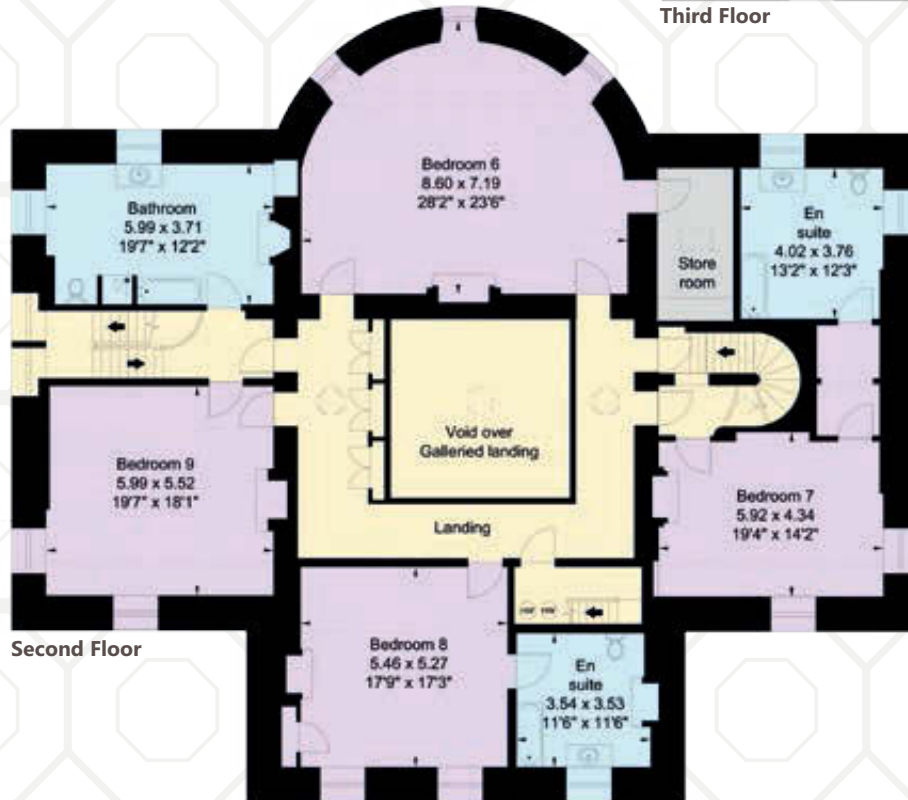 Third Floor
Bedroom 6
8.60 x 7.19
28'2" x 23'6"
Bathroom
5.99 x 3.71
19'7" x 12'2"
En
suite
4.02 x 3.76
13'2" x 12'3"
Store
room
Void over
Galleried landing
Bedroom 9
5.99 x 5.52
19'7" x 18'1"
Bedroom 7
5.92 x 4.34
19'4" x 14'2"
Landing
HW HW
Second Floor
Bedroom 8
5.46 x 5.27
17'9" x 17'3"
En
suite
3.54 x 3.53
11'6" x 11'6"